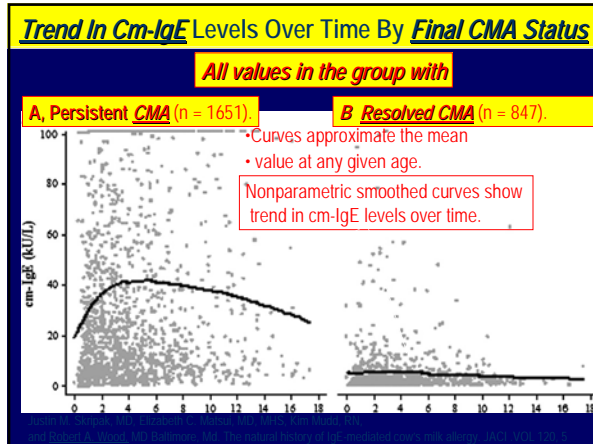 Trend In Cm-IgE Levels Over Time By Final CMA Status
All values in the group with
A, Persistent CMA (n = 1651).
B Resolved CMA (n = 847).
•Curves approximate the mean
• value at any given age.
Nonparametric smoothed curves show
trend in cm-IgE levels over time.
cm-IgE (kU/L)
100
80
60
40
20
0
0 2 4 6 8 10 12 14 16 18
0 2 4 6 8 10 12 14 16 18
Justin M. Skripak, MD, Elizabeth C. Matsui, MD, MHS, Kim Mudd, RN,
and Robert A. Wood, MD Baltimore, Md. The natural history of IgE-mediated cow's milk allergy. JACI VOL 120, 5